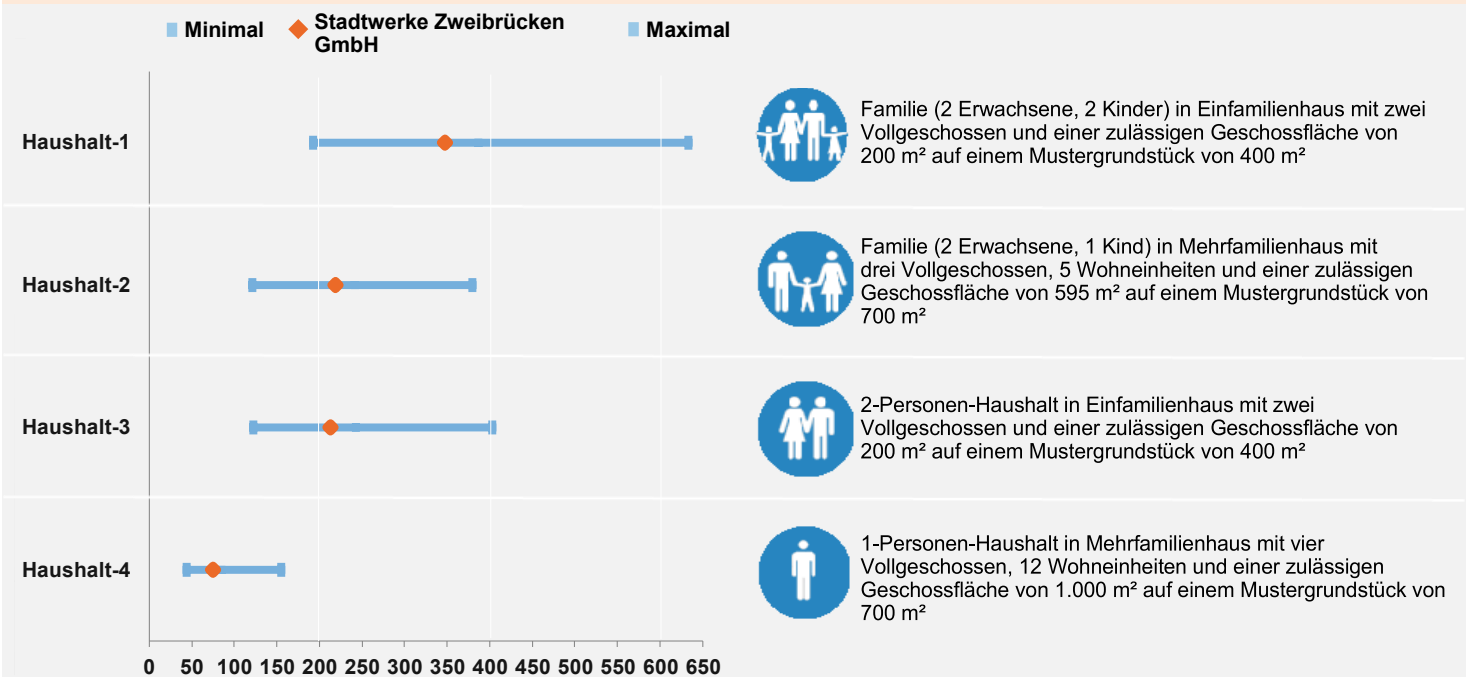 Minimal
Stadtwerke Zweibrücken
GmbH
Maximal
Haushalt-1
Familie (2 Erwachsene, 2 Kinder) in Einfamilienhaus mit zwei
Vollgeschossen und einer zulässigen Geschossfläche von
200 m² auf einem Mustergrundstück von 400 m²
Haushalt-2
Familie (2 Erwachsene, 1 Kind) in Mehrfamilienhaus mit
drei Vollgeschossen, 5 Wohneinheiten und einer zulässigen
Geschossfläche von 595 m² auf einem Mustergrundstück von
700 m²
Haushalt-3
2-Personen-Haushalt in Einfamilienhaus mit zwei
Vollgeschossen und einer zulässigen Geschossfläche von
200 m² auf einem Mustergrundstück von 400 m²
Haushalt-4
1-Personen-Haushalt in Mehrfamilienhaus mit vier
Vollgeschossen, 12 Wohneinheiten und einer zulässigen
Geschossfläche von 1.000 m² auf einem Mustergrundstück von
700 m²
0 50 100 150 200 250 300 350 400 450 500 550 600 650